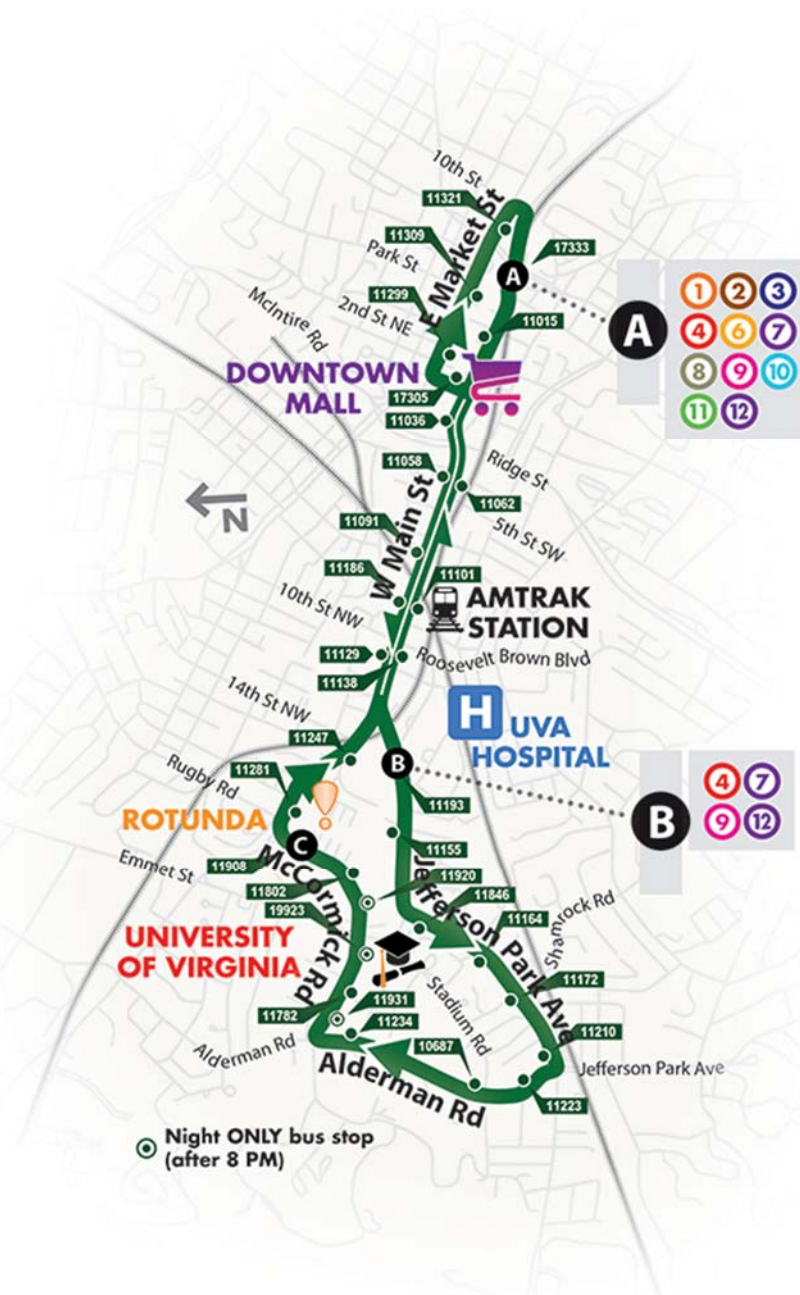 10th St
11321
E Market St
11309
17333
Park St
A
11299
2nd St NE
McIntire Rd
11015
A
1 2 3
4 6 7
8 9 10
11 12
DOWNTOWN
MALL
17305
11036
11058
Ridge St
11062
N
W Main St
11091
5th St SW
11186
11101
10th St NW
AMTRAK
STATION
11129
Roosevelt Brown Blvd
11138
14th St NW
H UVA
HOSPITAL
11247
Rugby Rd
11281
B
11193
4 7
9 12
B
ROTUNDA
C
11155
Emmet St
11908
McCormick Rd
11802
11920
19923
Jefferson Park Ave
11846
11164
Shamrock Rd
UNIVERSITY
OF VIRGINIA
11172
11931
11782
11234
Stadium Rd
11210
Alderman Rd
10687
Jefferson Park Ave
Alderman Rd
11223
Night ONLY bus stop
(after 8 PM)